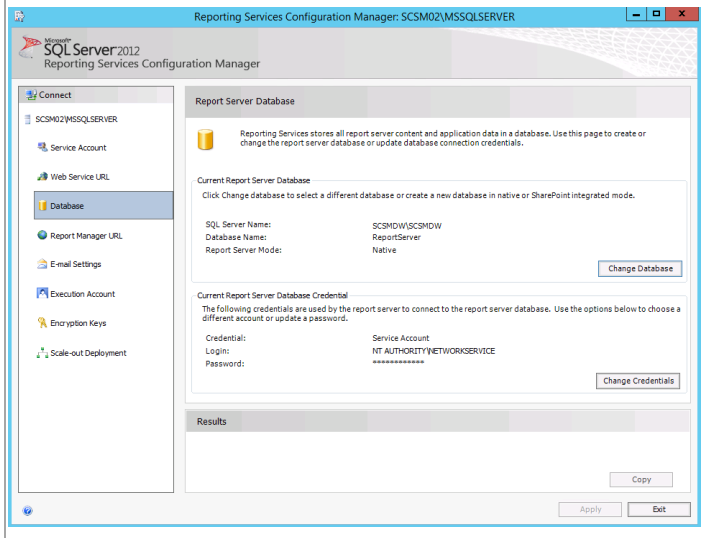 Reporting Services Configuration Manager: SCSM02\MSSQLSERVER
Microsoft
SQL Server 2012
Reporting Services Configuration Manager
Connect
SCSM02\MSSQLSERVER
Service Account
Web Service URL
Database
Report Manager URL
E-mail Settings
Execution Account
Encryption Keys
Scale-out Deployment
Report Server Database
Reporting Services stores all report server content and application data in a database. Use this page to create or
change the report server database or update database connection credentials.
Current Report Server Database
Click Change database to select a different database or create a new database in native or SharePoint integrated mode.
SQL Server Name: SCSMDW\SCSMDW
Database Name: ReportServer
Report Server Mode: Native
Change Database
Current Report Server Database Credential
The following credentials are used by the report server to connect to the report server database. Use the options below to choose a
different account or update a password.
Credential: Service Account
Login: NT AUTHORITY\NETWORKSERVICE
Password: ************
Change Credentials
Results
Copy
Apply
Exit